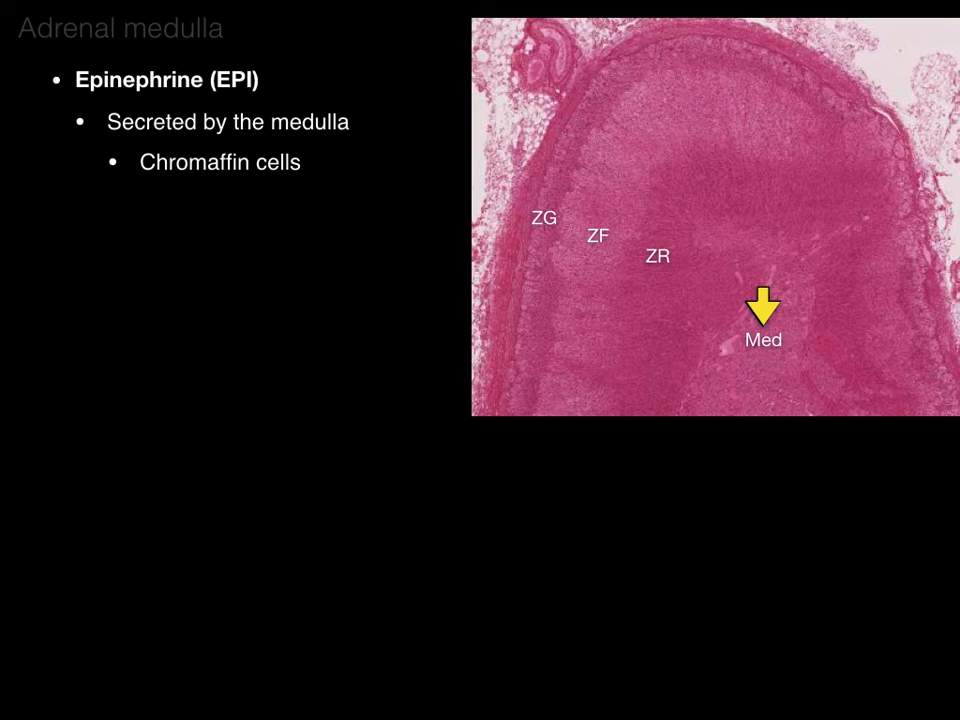 Adrenal medulla
• Epinephrine (EPI)
• Secreted by the medulla
• Chromaffin cells
ZG
ZF
ZR
Med